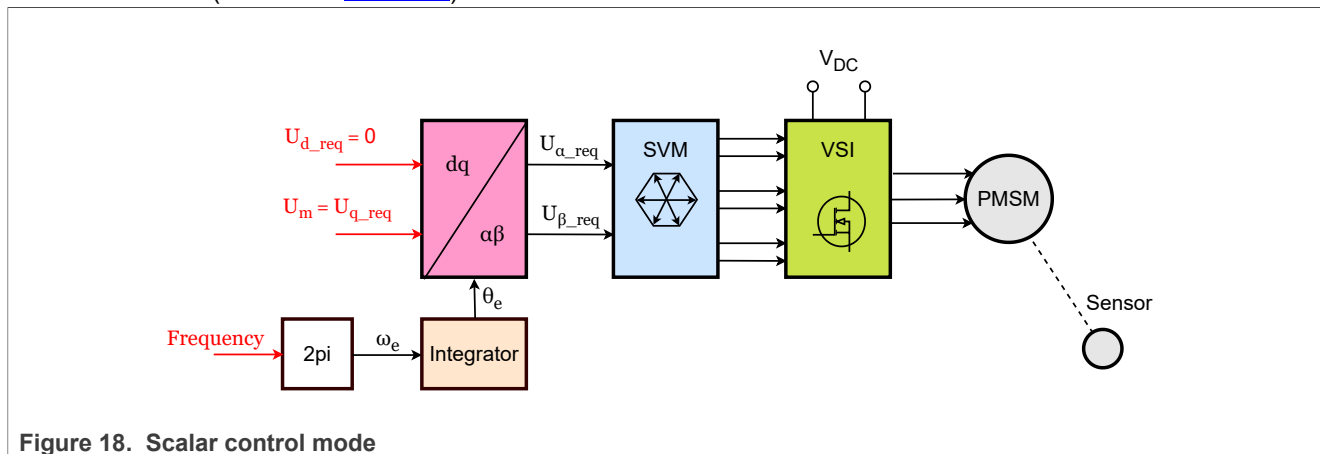 V_DC
U_d_req = 0
U_α_req
SVM
VSI
dq
PMSM
U_m = U_q_req
U_β_req
αβ
θ_e
Sensor
Frequency
2pi
ω_e
Integrator
Figure 18. Scalar control mode